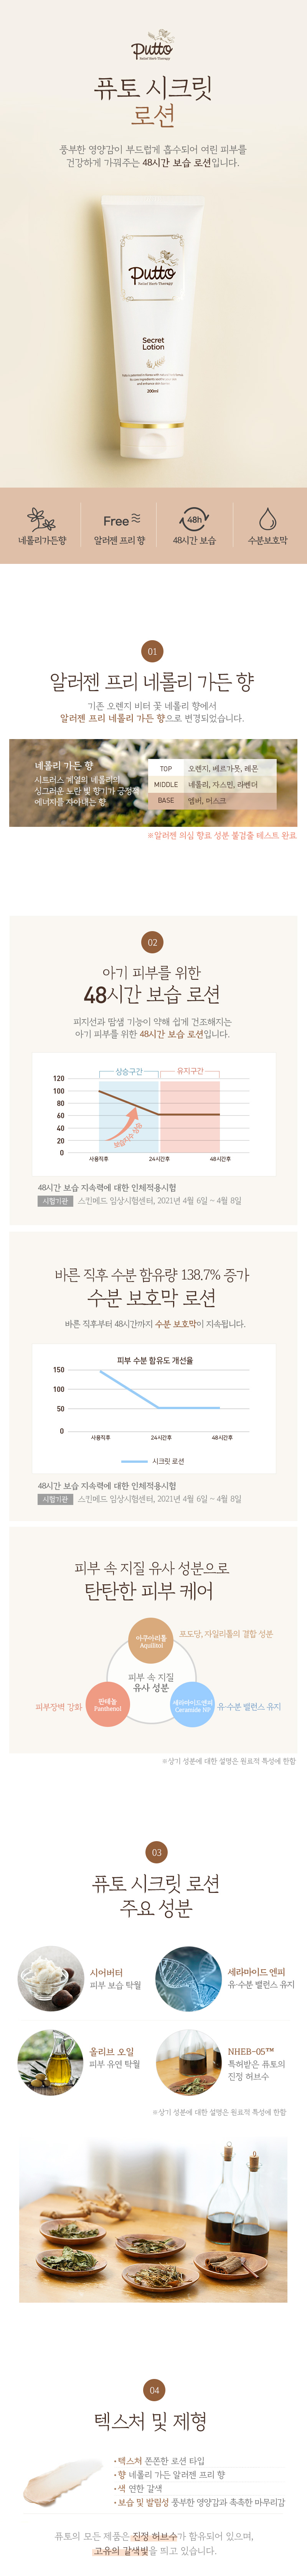 Putto
Relief Herb Therapy
퓨토 시크릿
로션
풍부한 영양감이 부드럽게 흡수되어 여린 피부를
건강하게 가꿔주는 48시간 보습 로션입니다.
Putto
Relief Herb Therapy
Secret
Lotion
200ml
Free
48h
네롤리가든향
알러젠 프리 향
48시간 보습
수분보호막
01
알러젠 프리 네롤리 가든 향
기존 오렌지 비터 꽃 네롤리 향에서
알러젠 프리 네롤리 가든 향으로 변경되었습니다.
네롤리 가든 향
시트러스 계열의 네롤리의
싱그러운 노란 빛 향기가 긍정적
에너지를 자아내는 향
TOP 오렌지, 베르가못, 레몬
MIDDLE 네롤리, 자스민, 라벤더
BASE 엠버, 머스크
※알러젠 의심 향료 성분 불검출 테스트 완료
02
아기 피부를 위한
48시간 보습 로션
피지선과 땀샘 기능이 약해 쉽게 건조해지는
아기 피부를 위한 48시간 보습 로션입니다.
상승구간
유지구간
120
100
80
60
40
20
0
보습지수 상승
사용직후
24시간후
48시간후
48시간 보습 지속력에 대한 인체적용시험
시험기관 스킨메드 임상시험센터, 2021년 4월 6일 ~ 4월 8일
바른 직후 수분 함유량 138.7% 증가
수분 보호막 로션
바른 직후부터 48시간까지 수분 보호막이 지속됩니다.
피부 수분 함유도 개선율
150
100
50
0
사용직후
24시간후
48시간후
시크릿 로션
48시간 보습 지속력에 대한 인체적용시험
시험기관 스킨메드 임상시험센터, 2021년 4월 6일 ~ 4월 8일
피부 속 지질 유사 성분으로
탄탄한 피부 케어
아쿠아리톨
Aqualitol
포도당, 자일리톨의 결합 성분
피부 속 지질
유사 성분
피부장벽 강화
판테놀
Panthenol
세라마이드엔피
Ceramide NP
유·수분 밸런스 유지
※상기 성분에 대한 설명은 원료적 특성에 한함
03
퓨토 시크릿 로션
주요 성분
시어버터
피부 보습 탁월
세라마이드 엔피
유·수분 밸런스 유지
올리브 오일
피부 유연 탁월
NHEB-05™
특허받은 퓨토의
진정 허브수
※상기 성분에 대한 설명은 원료적 특성에 한함
04
텍스처 및 제형
• 텍스처 쫀쫀한 로션 타입
• 향 네롤리 가든 알러젠 프리 향
• 색 연한 갈색
• 보습 및 발림성 풍부한 영양감과 촉촉한 마무리감
퓨토의 모든 제품은 진정 허브수가 함유되어 있으며,
고유의 갈색빛을 띄고 있습니다.